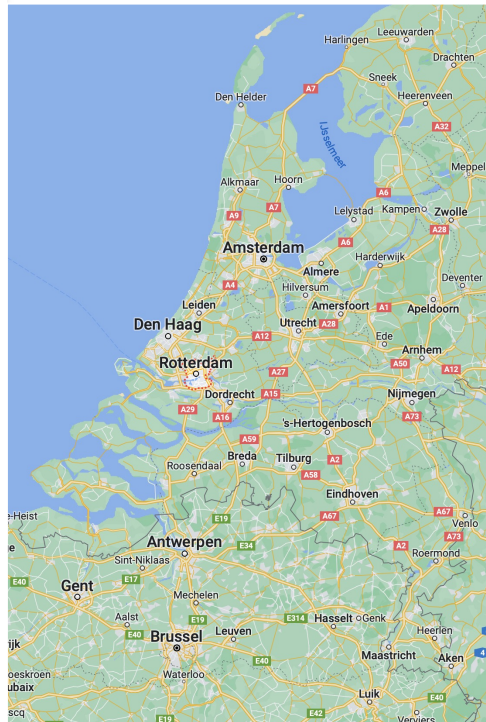 Harlingen
Leeuwarden
Drachten
Sneek
Den Helder
A7
Heerenveen
A32
IJsselmeer
Meppel
Alkmaar
Hoorn
A6
A9
A7
Lelystad
Kampen
Zwolle
A28
Amsterdam
A6
Harderwijk
Almere
A4
Hilversum
Deventer
Leiden
Amersfoort
A1
Apeldoorn
Den Haag
Utrecht
A28
A12
Ede
Arnhem
Rotterdam
A50
A12
A27
Dordrecht
A15
Nijmegen
A29
A16
A73
's-Hertogenbosch
A59
Breda
Tilburg
A2
Roosendaal
A58
Eindhoven
e-Heist
E19
A67
A67
Venlo
Antwerpen
E34
A2
A73
Sint-Niklaas
Roermond
E40
E17
Gent
Mechelen
Aalst
E19
E314
Hasselt
Genk
E40
Brussel
Leuven
Heerlen
ijk
E40
Maastricht
Aken
4
oeskroen
Waterloo
ubaix
Luik
E40
scq
E19
E42
Verviers